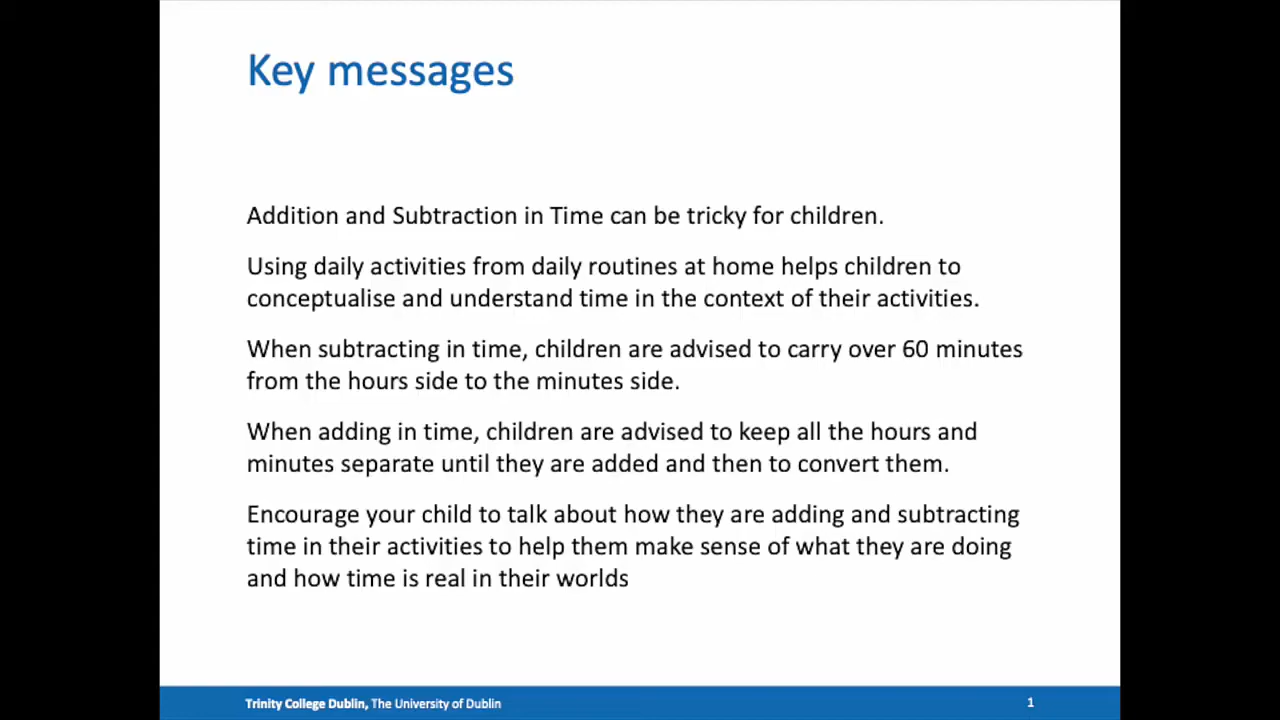 Key messages
Addition and Subtraction in Time can be tricky for children.
Using daily activities from daily routines at home helps children to
conceptualise and understand time in the context of their activities.
When subtracting in time, children are advised to carry over 60 minutes
from the hours side to the minutes side.
When adding in time, children are advised to keep all the hours and
minutes separate until they are added and then to convert them.
Encourage your child to talk about how they are adding and subtracting
time in their activities to help them make sense of what they are doing
and how time is real in their worlds
Trinity College Dublin, The University of Dublin 1